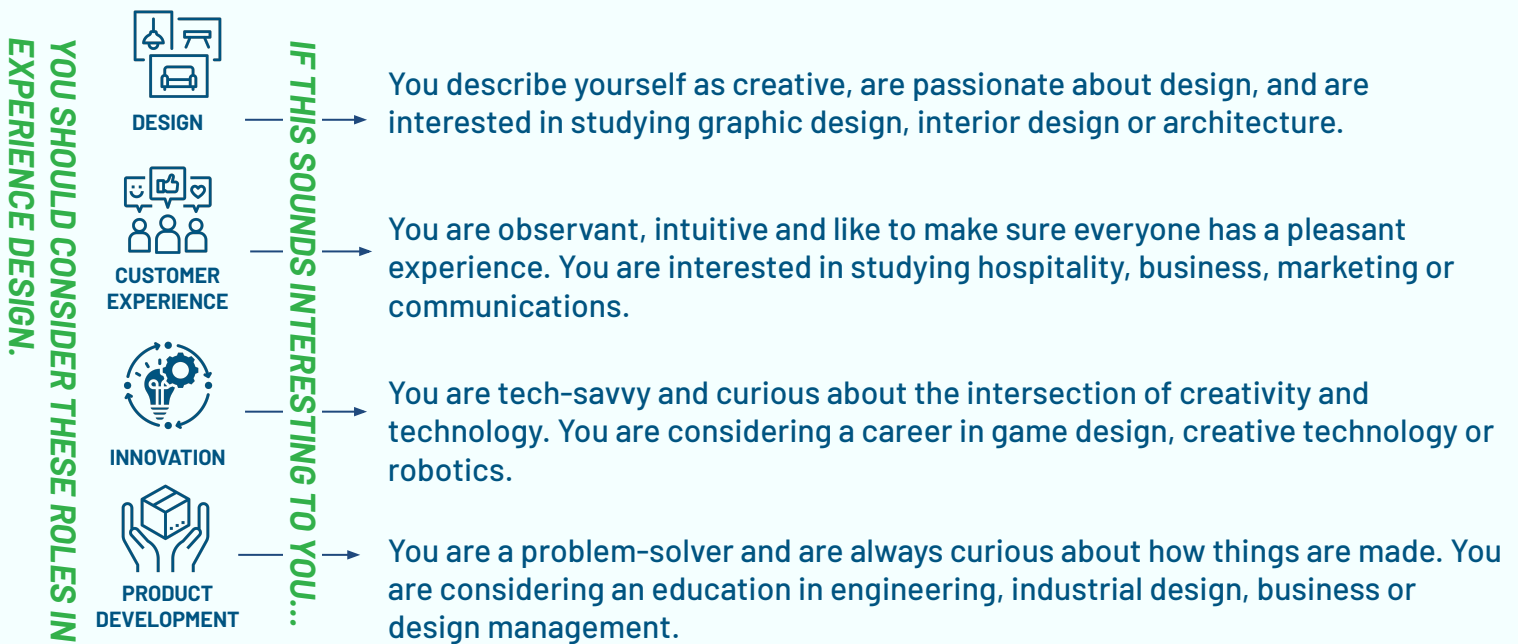 YOU SHOULD CONSIDER THESE ROLES IN
EXPERIENCE DESIGN.
IF THIS SOUNDS INTERESTING TO YOU...
DESIGN
You describe yourself as creative, are passionate about design, and are
interested in studying graphic design, interior design or architecture.
CUSTOMER
EXPERIENCE
You are observant, intuitive and like to make sure everyone has a pleasant
experience. You are interested in studying hospitality, business, marketing or
communications.
INNOVATION
You are tech-savvy and curious about the intersection of creativity and
technology. You are considering a career in game design, creative technology or
robotics.
PRODUCT
DEVELOPMENT
You are a problem-solver and are always curious about how things are made. You
are considering an education in engineering, industrial design, business or
design management.